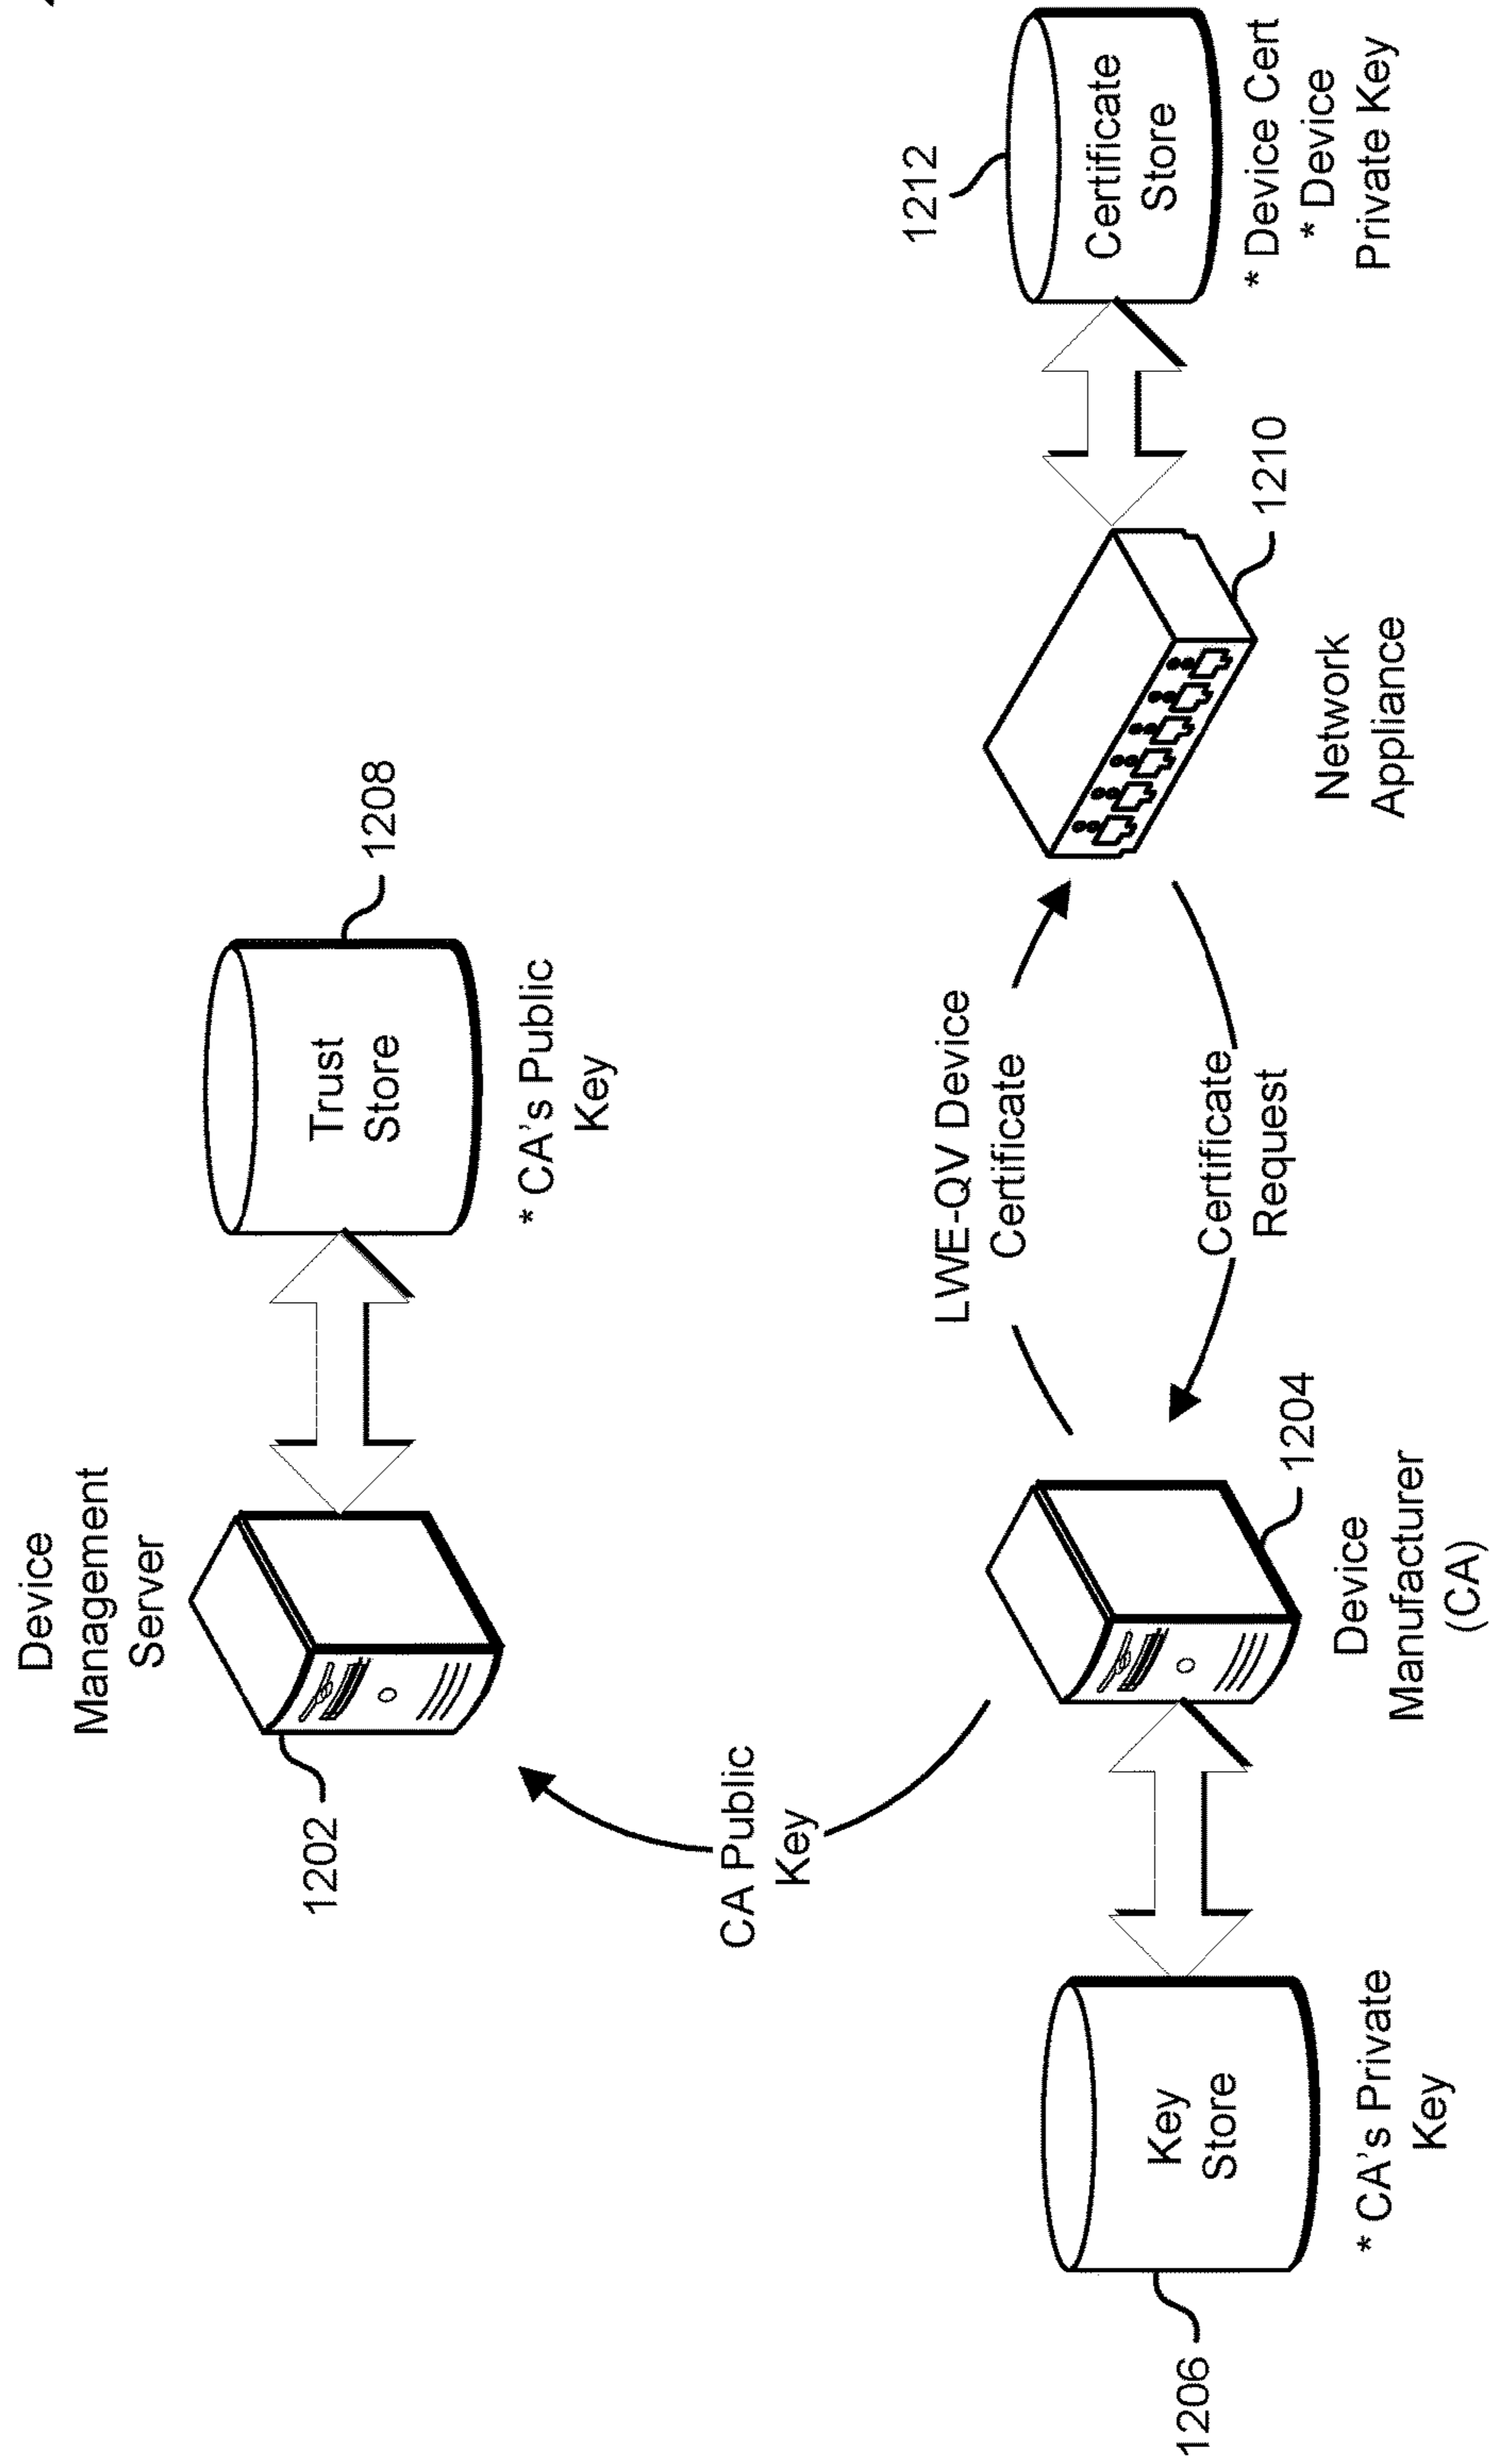 Device
Management
Server
1202
Trust
Store
1208
* CA's Public
Key
CA Public
Key
1206
Key
Store
* CA's Private
Key
1204
Device
Manufacturer
(CA)
LWE-QV Device
Certificate
Certificate
Request
1210
Network
Appliance
1212
Certificate
Store
* Device Cert
* Device
Private Key